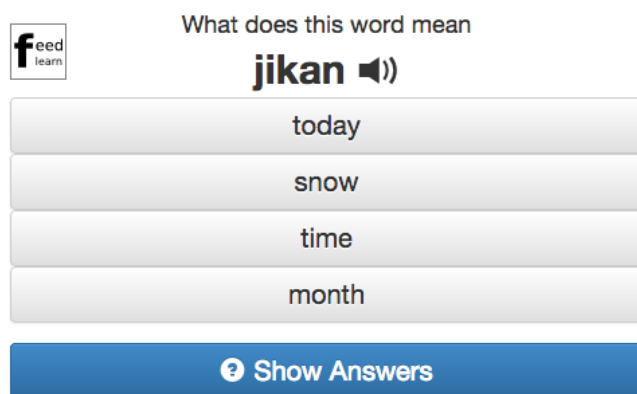 feed
learn
What does this word mean
jikan
today
snow
time
month
Show Answers